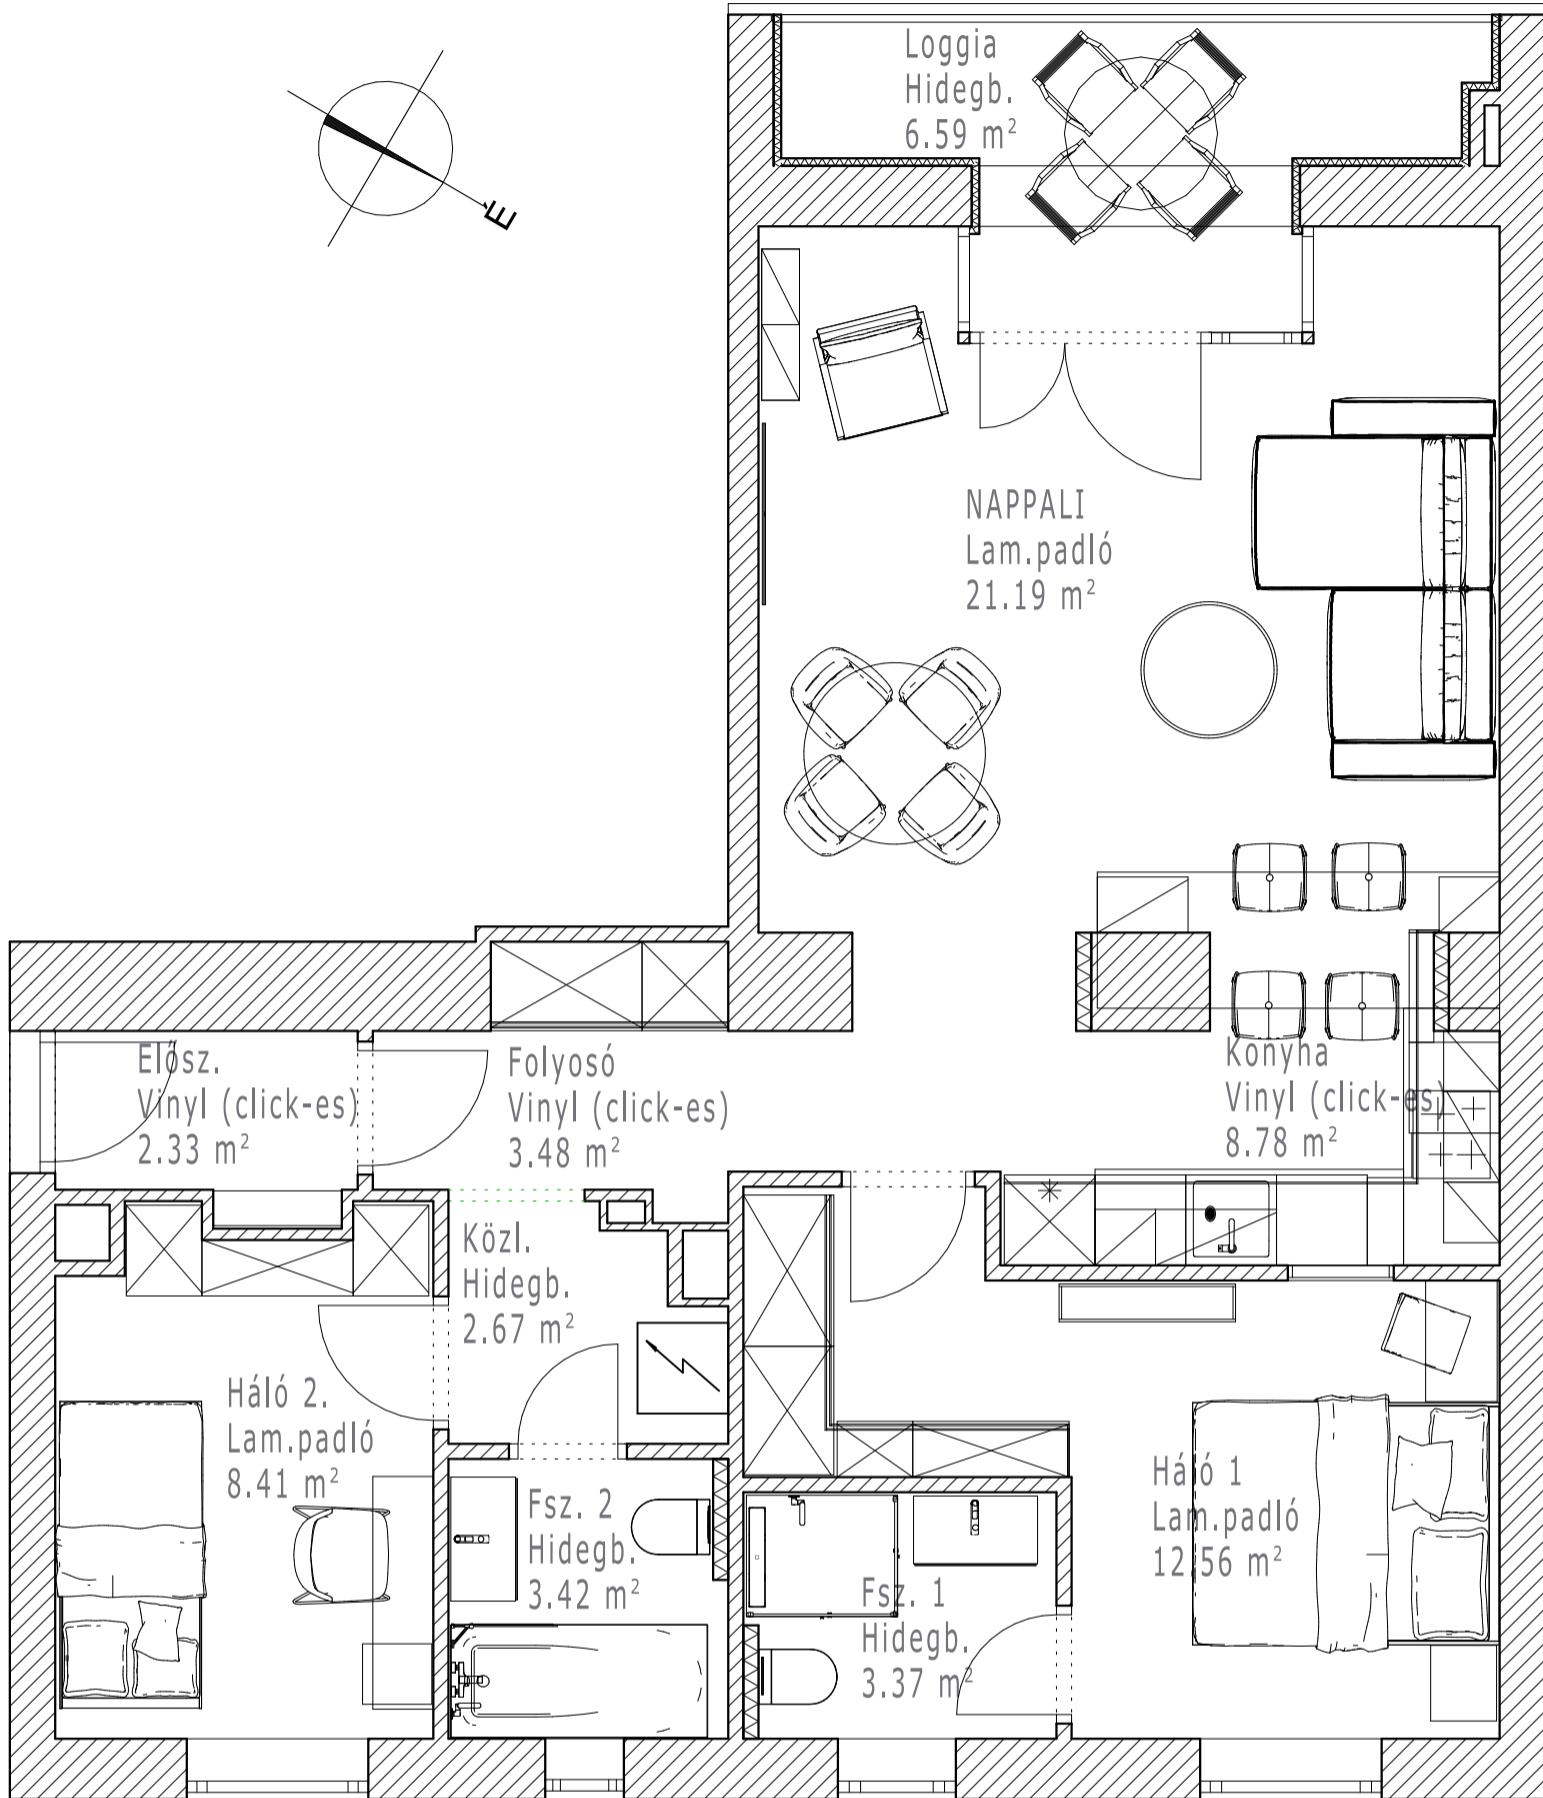 Loggia
Hidegb.
6.59 m²
É
NAPPALI
Lam.padló
21.19 m²
Elősz.
Vinyl (click-es)
2.33 m²
Folyosó
Vinyl (click-es)
3.48 m²
Konyha
Vinyl (click-es)
8.78 m²
Közl.
Hidegb.
2.67 m²
Háló 2.
Lam.padló
8.41 m²
Fsz. 2
Hidegb.
3.42 m²
Fsz. 1
Hidegb.
3.37 m²
Háló 1
Lam.padló
12.56 m²